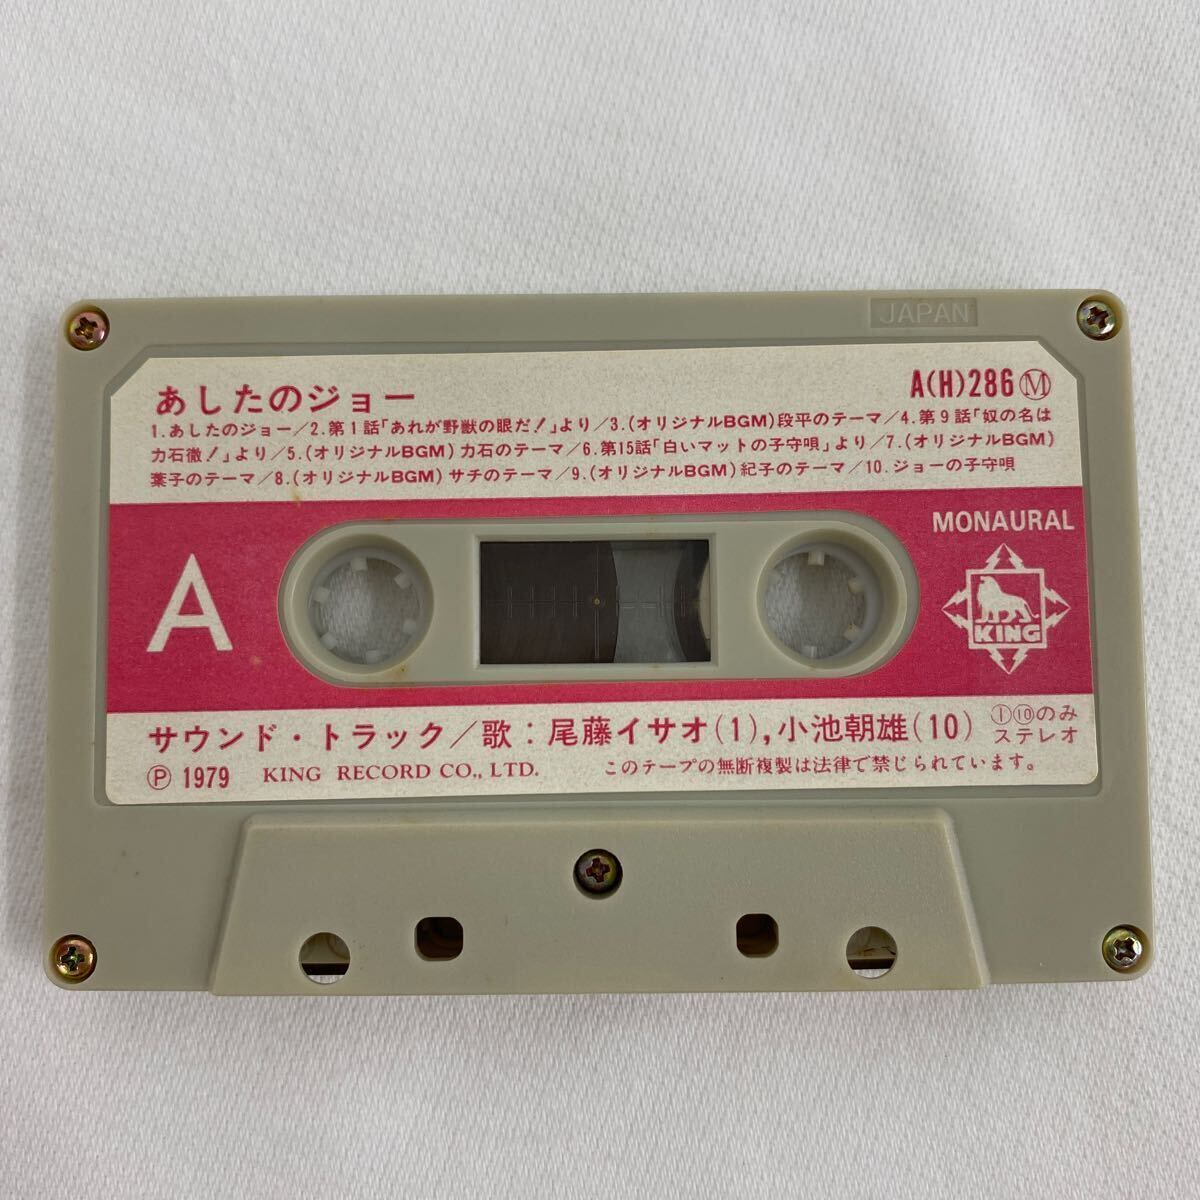 JAPAN
あしたのジョー
A(H)286 Ⓜ
1.あしたのジョー/2.第1話「あれが野獣の眼だ!」より/3.(オリジナルBGM)段平のテーマ/4.第9話「奴の名は
力石徹!」より/5.(オリジナルBGM)力石のテーマ/6.第15話「白いマットの子守唄」より/7.(オリジナルBGM)
葉子のテーマ/8.(オリジナルBGM)サチのテーマ/9.(オリジナルBGM)紀子のテーマ/10.ジョーの子守唄
A
MONAURAL
KING
サウンド・トラック/歌:尾藤イサオ(1),小池朝雄(10)
①⑩のみ
ステレオ
Ⓟ 1979 KING RECORD CO., LTD. このテープの無断複製は法律で禁じられています。